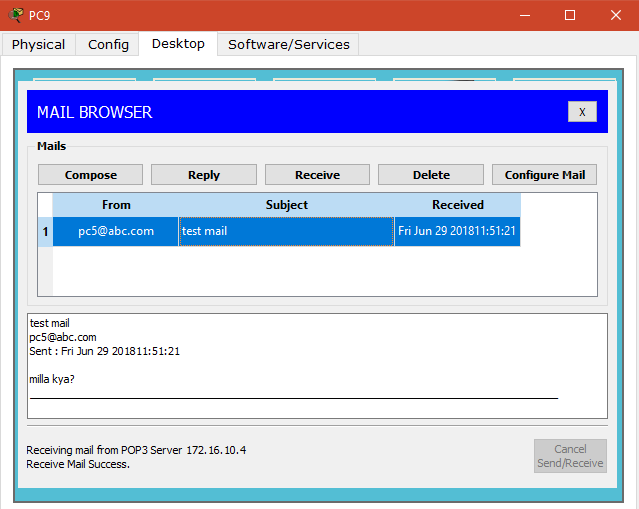 PC9
Physical Config Desktop Software/Services
MAIL BROWSER X
Mails
Compose Reply Receive Delete Configure Mail
From Subject Received
1 pc5@abc.com test mail Fri Jun 29 201811:51:21
test mail
pc5@abc.com
Sent : Fri Jun 29 201811:51:21
milla kya?
Receiving mail from POP3 Server 172.16.10.4
Receive Mail Success.
Cancel
Send/Receive